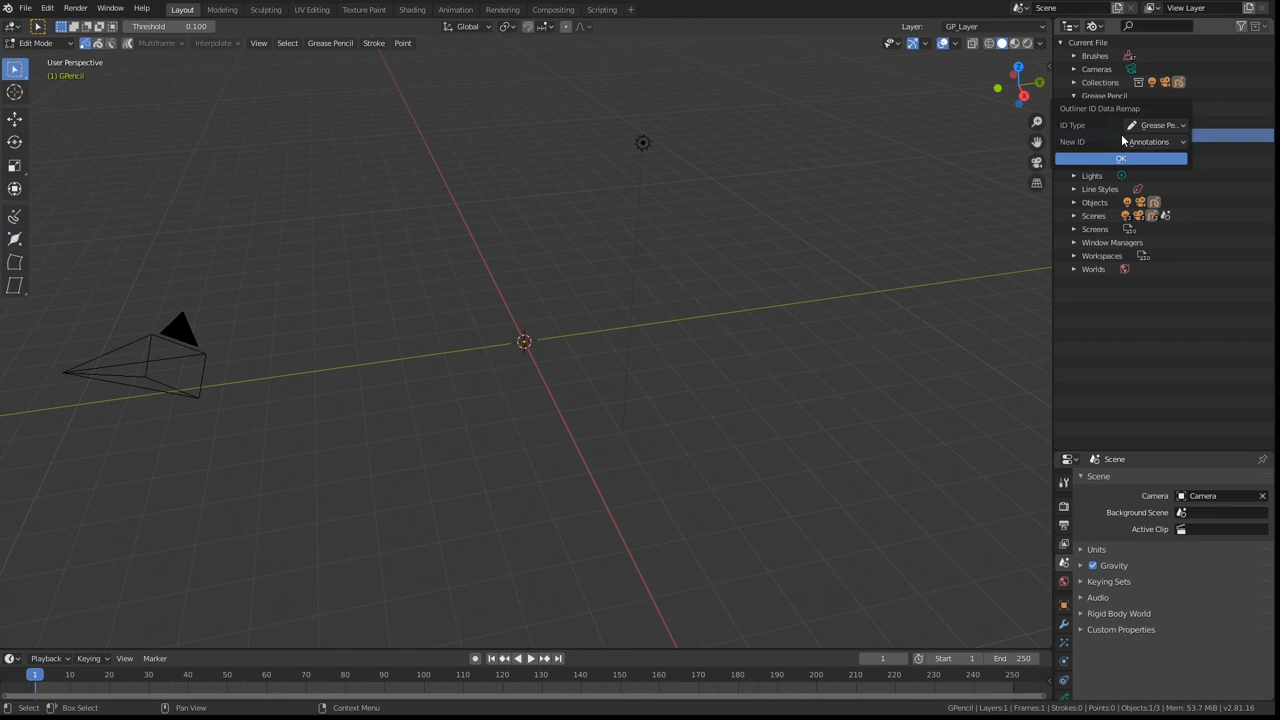 File Edit Render Window Help Layout Modeling Sculpting UV Editing Texture Paint Shading Animation Rendering Compositing Scripting + Scene View Layer
Threshold 0.100 Global Layer: GP_Layer
Edit Mode Multiframe Interpolate View Select Grease Pencil Stroke Point
Current File
Brushes
Cameras
Collections
Grease Pencil
Outliner ID Data Remap
ID Type Grease Pe..
New ID Annotations
OK
Lights
Line Styles
Objects
Scenes
Screens
Window Managers
Workspaces
Worlds
User Perspective
(1) GPencil
Z
Y
X
Scene
Scene
Camera Camera
Background Scene
Active Clip
Units
Gravity
Keying Sets
Audio
Rigid Body World
Custom Properties
Playback Keying View Marker 1 Start 1 End 250
1 10 20 30 40 50 60 70 80 90 100 110 120 130 140 150 160 170 180 190 200 210 220 230 240 250
Select Box Select Pan View Context Menu GPencil | Layers:1 | Frames:1 | Strokes:0 | Points:0 | Objects:1/3 | Mem: 53.7 MiB | v2.81.16